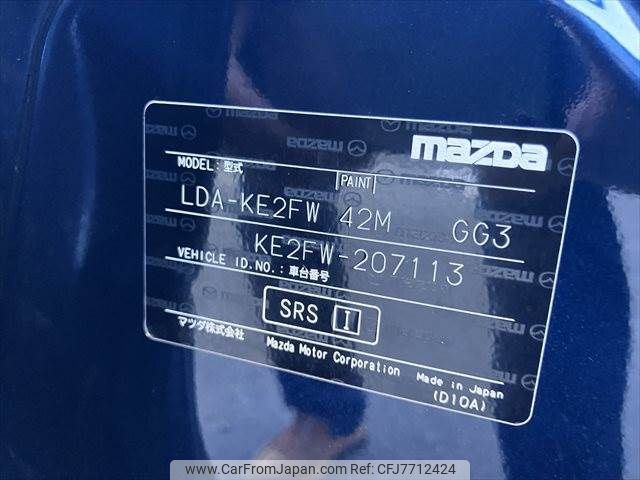 mazda
MODEL:型式
PAINT
LDA-KE2FW 42M GG3
KE2FW-207113
VEHICLE ID.NO.:車台番号
SRS I
マツダ株式会社
Mazda Motor Corporation
Made in Japan
(D10A)
www.CarFromJapan.com ID:CFJ7712424